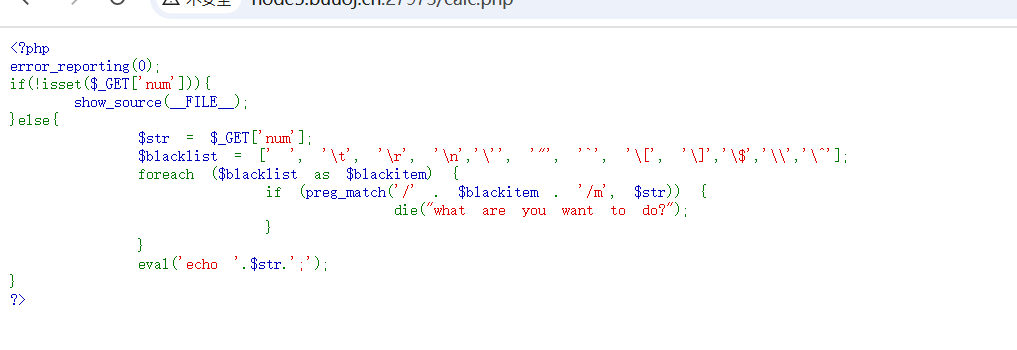 不安全 node5.buuoj.cn:27975/calc.php
<?php
error_reporting(0);
if(!isset($_GET['num'])){
show_source(__FILE__);
}else{
$str = $_GET['num'];
$blacklist = [' ', '\t', '\r', '\n','\'', '"', '`', '\[', '\]','\$','\\','\^'];
foreach ($blacklist as $blackitem) {
if (preg_match('/' . $blackitem . '/m', $str)) {
die("what are you want to do?");
}
}
eval('echo '.$str.';');
}
?>